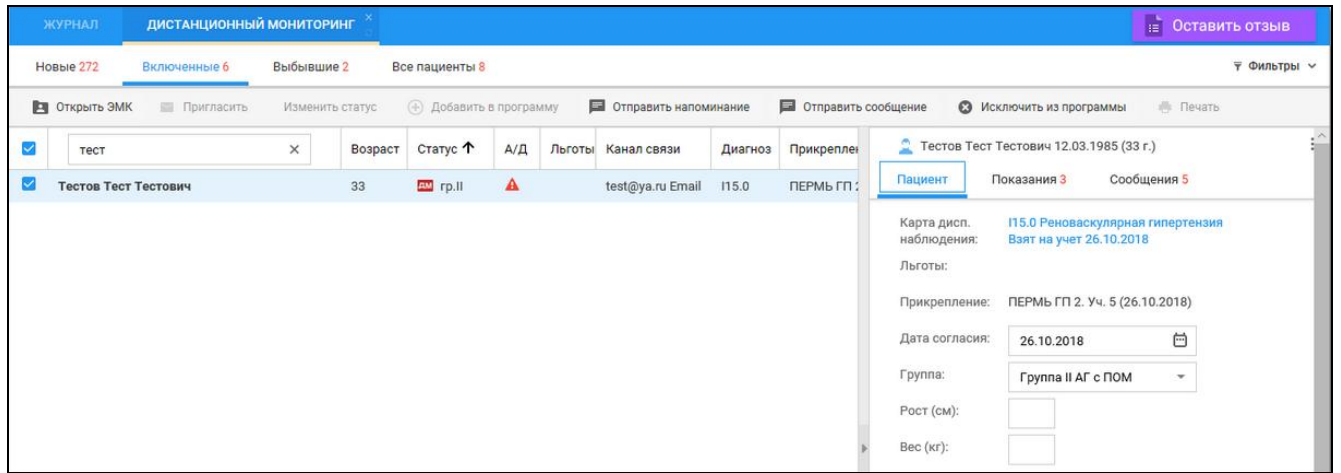 ЖУРНАЛ ДИСТАНЦИОННЫЙ МОНИТОРИНГ Оставить отзыв
Новые 272 Включенные 6 Выбывшие 2 Все пациенты 8 Фильтры
Открыть ЭМК Пригласить Изменить статус Добавить в программу Отправить напоминание Отправить сообщение Исключить из программы Печать
тест Возраст Статус А/Д Льготы Канал связи Диагноз Прикреплен
Тестов Тест Тестович 33 ДМ гр.II test@ya.ru Email I15.0 ПЕРМЬ ГП 2
Тестов Тест Тестович 12.03.1985 (33 г.)
Пациент Показания 3 Сообщения 5
Карта дисп. I15.0 Реноваскулярная гипертензия
наблюдения: Взят на учет 26.10.2018
Льготы:
Прикрепление: ПЕРМЬ ГП 2. Уч. 5 (26.10.2018)
Дата согласия: 26.10.2018
Группа: Группа II АГ с ПОМ
Рост (см):
Вес (кг):